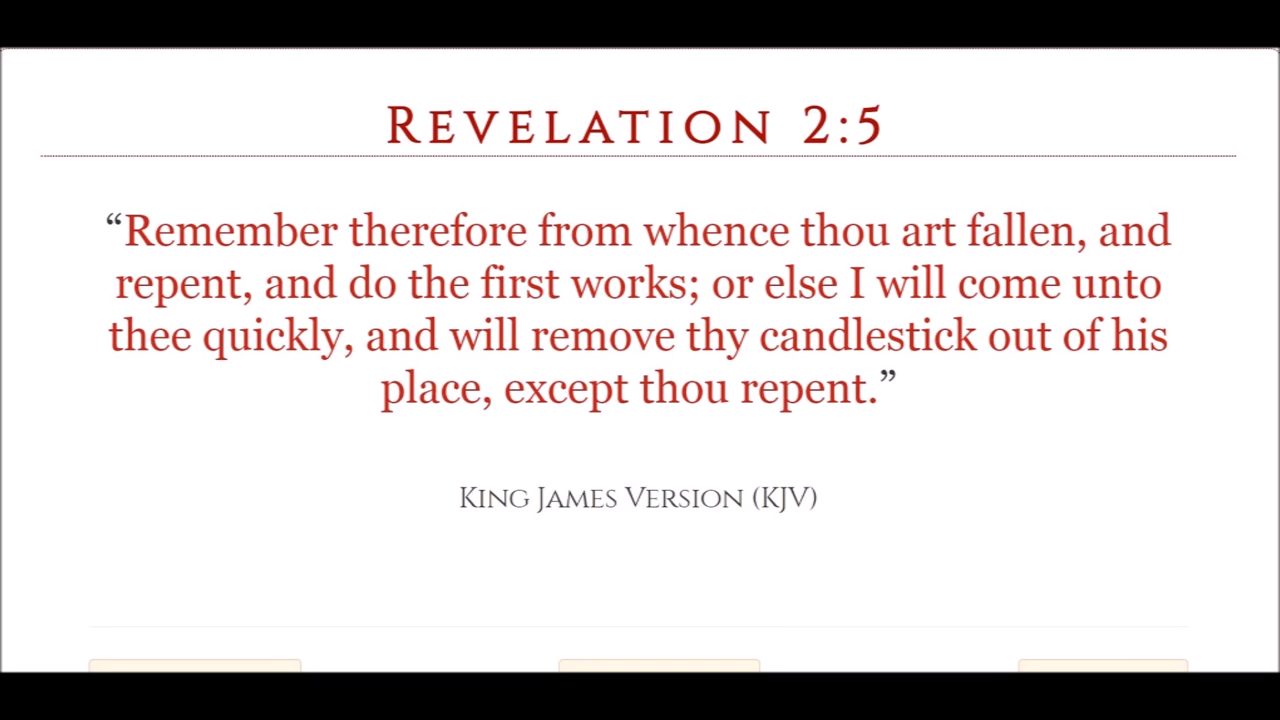 Revelation 2:5
“Remember therefore from whence thou art fallen, and
repent, and do the first works; or else I will come unto
thee quickly, and will remove thy candlestick out of his
place, except thou repent.”
King James Version (KJV)